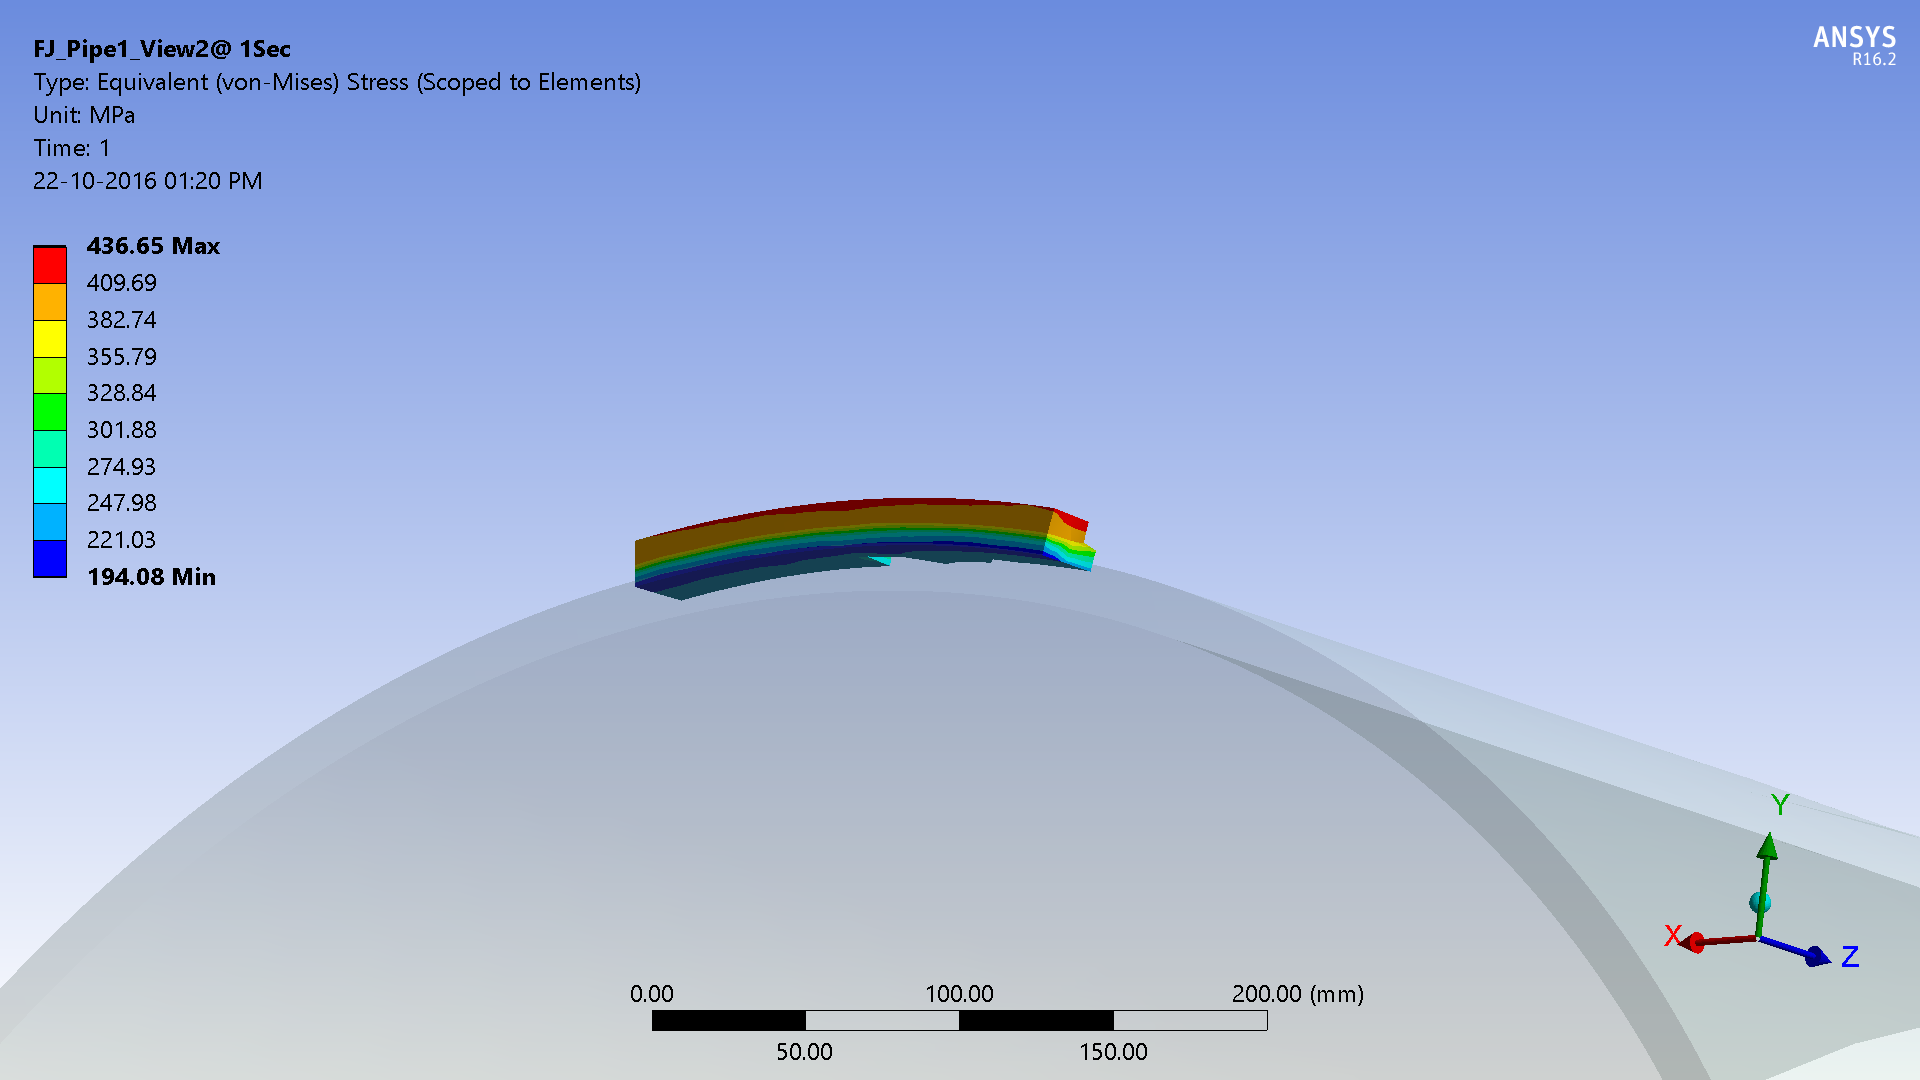 FJ_Pipe1_View2@ 1Sec
Type: Equivalent (von-Mises) Stress (Scoped to Elements)
Unit: MPa
Time: 1
22-10-2016 01:20 PM
ANSYS
R16.2
436.65 Max
409.69
382.74
355.79
328.84
301.88
274.93
247.98
221.03
194.08 Min
Y
X
Z
0.00 100.00 200.00 (mm)
50.00 150.00